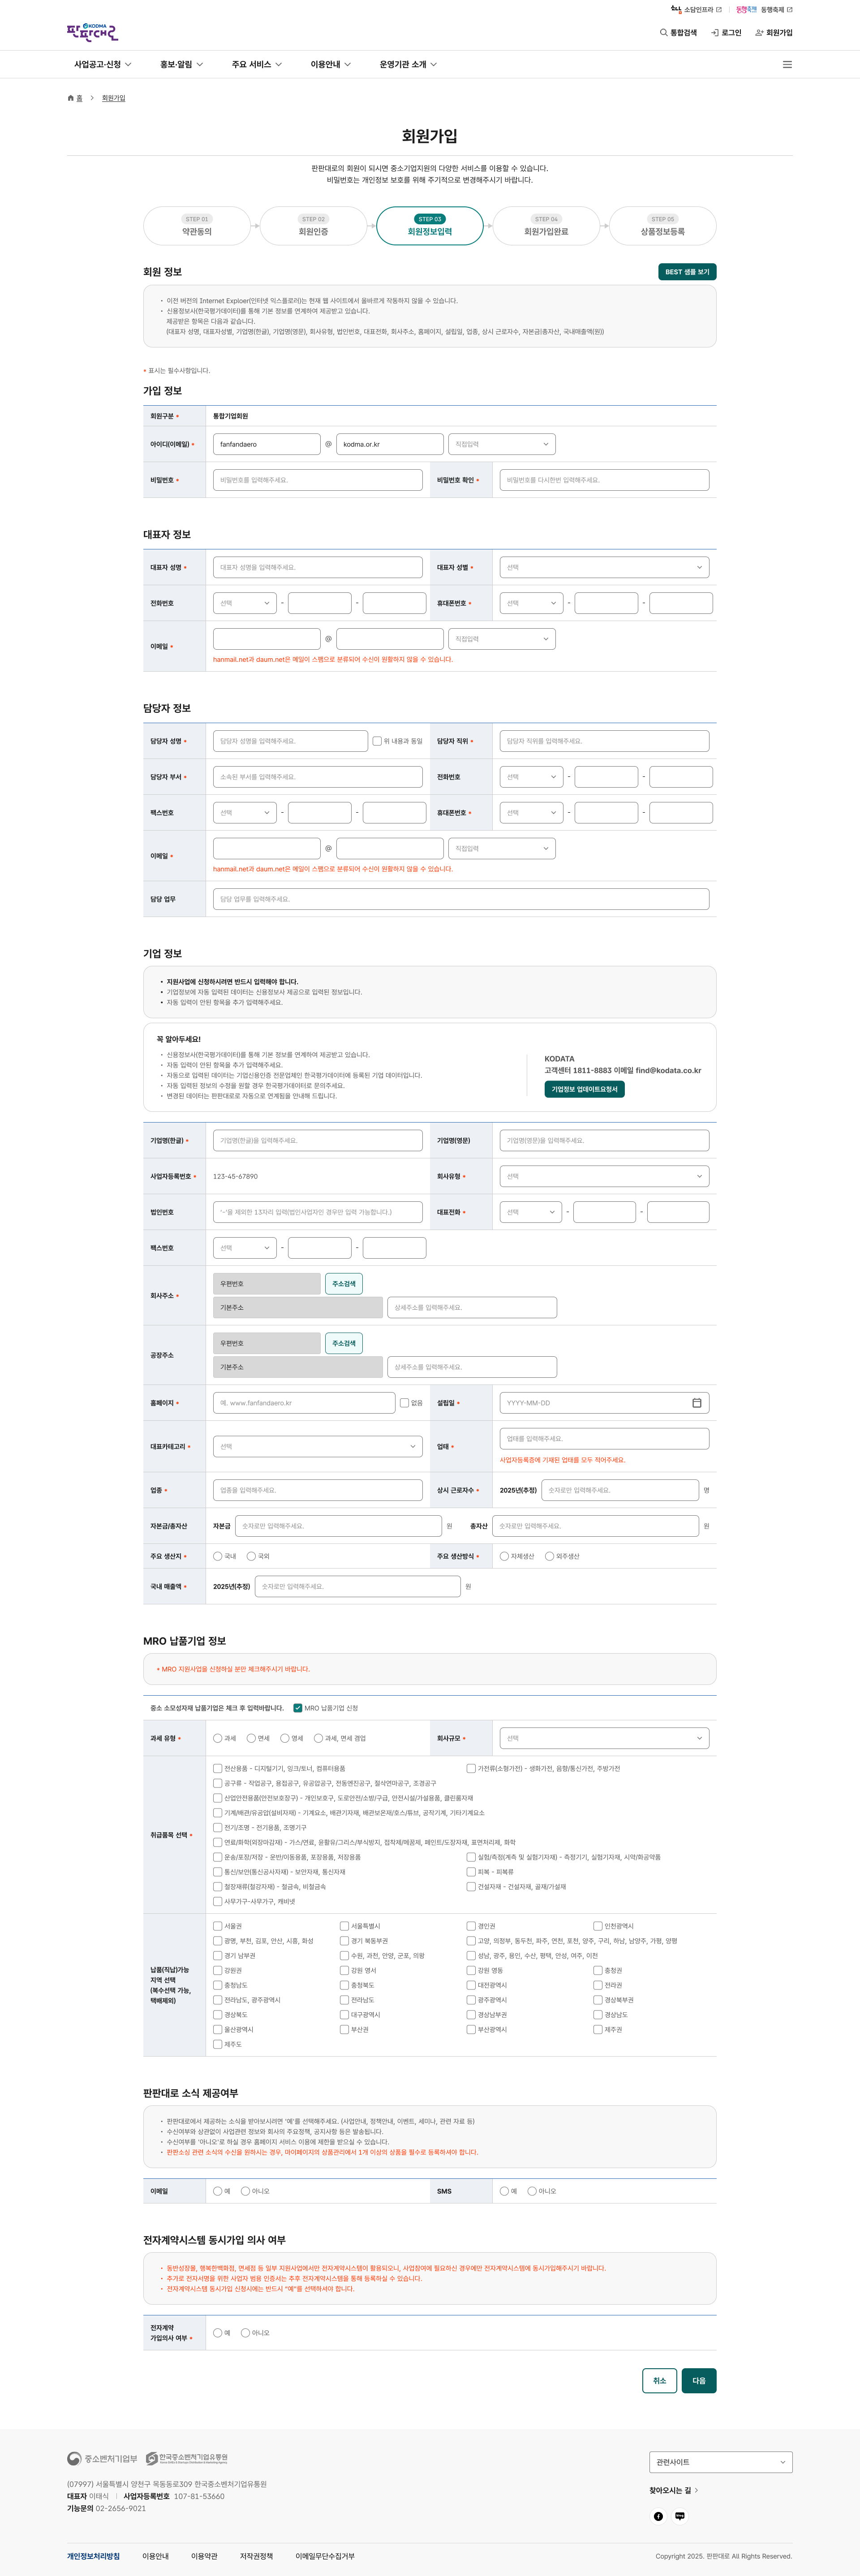 소담인프라
동행축제 동행축제
KODMA
판판대로
통합검색 로그인 회원가입
사업공고·신청 홍보·알림 주요 서비스 이용안내 운영기관 소개
홈 > 회원가입
회원가입
판판대로의 회원이 되시면 중소기업지원의 다양한 서비스를 이용할 수 있습니다.
비밀번호는 개인정보 보호를 위해 주기적으로 변경해주시기 바랍니다.
STEP 01 STEP 02 STEP 03 STEP 04 STEP 05
약관동의 회원인증 회원정보입력 회원가입완료 상품정보등록
회원 정보 BEST 샘플 보기
• 이전 버전의 Internet Exploer(인터넷 익스플로러)는 현재 웹 사이트에서 올바르게 작동하지 않을 수 있습니다.
• 신용정보사(한국평가데이터)를 통해 기본 정보를 연계하여 제공받고 있습니다.
제공받은 항목은 다음과 같습니다.
(대표자 성명, 대표자성별, 기업명(한글), 기업명(영문), 회사유형, 법인번호, 대표전화, 회사주소, 홈페이지, 설립일, 업종, 상시 근로자수, 자본금(총자산, 국내매출액(원))
* 표시는 필수사항입니다.
가입 정보
회원구분 * 통합기업회원
아이디(이메일) * fanfandaero @ kodma.or.kr 직접입력
비밀번호 * 비밀번호를 입력해주세요. 비밀번호 확인 * 비밀번호를 다시한번 입력해주세요.
대표자 정보
대표자 성명 * 대표자 성명을 입력해주세요. 대표자 성별 * 선택
전화번호 선택 - - 휴대폰번호 * 선택 - -
이메일 * @ 직접입력
hanmail.net과 daum.net은 메일이 스팸으로 분류되어 수신이 원활하지 않을 수 있습니다.
담당자 정보
담당자 성명 * 담당자 성명을 입력해주세요. 위 내용과 동일 담당자 직위 * 담당자 직위를 입력해주세요.
담당자 부서 * 소속된 부서를 입력해주세요. 전화번호 선택 - -
팩스번호 선택 - - 휴대폰번호 * 선택 - -
이메일 * @ 직접입력
hanmail.net과 daum.net은 메일이 스팸으로 분류되어 수신이 원활하지 않을 수 있습니다.
담당 업무 담당 업무를 입력해주세요.
기업 정보
• 지원사업에 신청하시려면 반드시 입력해야 합니다.
• 기업정보에 자동 입력된 데이터는 신용정보사 제공으로 입력된 정보입니다.
• 자동 입력이 안된 항목을 추가 입력해주세요.
꼭 알아두세요!
• 신용정보사(한국평가데이터)를 통해 기본 정보를 연계하여 제공받고 있습니다.
• 자동 입력이 안된 항목을 추가 입력해주세요.
• 자동으로 입력된 데이터는 기업신용인증 전문업체인 한국평가데이터에 등록된 기업 데이터입니다.
• 자동 입력된 정보의 수정을 원할 경우 한국평가데이터로 문의주세요.
• 변경된 데이터는 판판대로로 자동으로 연계됨을 안내해 드립니다.
KODATA
고객센터 1811-8883 이메일 find@kodata.co.kr
기업정보 업데이트요청서
기업명(한글) * 기업명(한글)을 입력해주세요. 기업명(영문) 기업명(영문)을 입력해주세요.
사업자등록번호 * 123-45-67890 회사유형 * 선택
법인번호 '-'을 제외한 13자리 입력(법인사업자인 경우만 입력 가능합니다.) 대표전화 * 선택 - -
팩스번호 선택 - -
회사주소 * 우편번호 주소검색
기본주소 상세주소를 입력해주세요.
공장주소 우편번호 주소검색
기본주소 상세주소를 입력해주세요.
홈페이지 * 예, www.fanfandaero.kr 없음 설립일 * YYYY-MM-DD
대표카테고리 * 선택 업태 * 업태를 입력해주세요.
사업자등록증에 기재된 업태를 모두 적어주세요.
업종 * 업종을 입력해주세요. 상시 근로자수 * 2025년(추정) 숫자로만 입력해주세요. 명
자본금/총자산 자본금 숫자로만 입력해주세요. 원 총자산 숫자로만 입력해주세요. 원
주요 생산지 * 국내 국외 주요 생산방식 * 자체생산 외주생산
국내 매출액 * 2025년(추정) 숫자로만 입력해주세요. 원
MRO 납품기업 정보
* MRO 지원사업을 신청하실 분만 체크해주시기 바랍니다.
중소 소모성자재 납품기업은 체크 후 입력바랍니다. MRO 납품기업 신청
과세 유형 * 과세 면세 영세 과세, 면세 겸업 회사규모 * 선택
취급품목 선택 *
전산용품 - 디지털기기, 잉크/토너, 컴퓨터용품 가전류(소형가전) - 생화가전, 음향/통신가전, 주방가전
공구류 - 작업공구, 용접공구, 유공압공구, 전동엔진공구, 절삭연마공구, 조경공구
산업안전용품(안전보호장구) - 개인보호구, 도로안전/소방/구급, 안전시설/가설용품, 클린룸자재
기계/배관/유공압(설비자재) - 기계요소, 배관기자재, 배관보온재/호스/튜브, 공작기계, 기타기계요소
전기/조명 - 전기용품, 조명기구
연료/화학(외장마감재) - 가스/연료, 윤활유/그리스/부식방지, 접착제/메꿈제, 페인트/도장자재, 표면처리제, 화학
운송/포장/저장 - 운반/이동용품, 포장용품, 저장용품 실험/측정(계측 및 실험기자재) - 측정기기, 실험기자재, 시약/화공약품
통신/보안(통신공사자재) - 보안자재, 통신자재 피복 - 피복류
철장재류(철강자재) - 철금속, 비철금속 건설자재 - 건설자재, 골재/가설재
사무가구-사무가구, 캐비넷
납품(직납)가능
지역 선택
(복수선택 가능,
택배제외)
서울권 서울특별시 경인권 인천광역시
광명, 부천, 김포, 안산, 시흥, 화성 경기 북동부권 고양, 의정부, 동두천, 파주, 연천, 포천, 양주, 구리, 하남, 남양주, 가평, 양평
경기 남부권 수원, 과천, 안양, 군포, 의왕 성남, 광주, 용인, 수산, 평택, 안성, 여주, 이천
강원권 강원 영서 강원 영동 충청권
충청남도 충청북도 대전광역시 전라권
전라남도, 광주광역시 전라남도 광주광역시 경상북부권
경상북도 대구광역시 경상남부권 경상남도
울산광역시 부산권 부산광역시 제주권
제주도
판판대로 소식 제공여부
• 판판대로에서 제공하는 소식을 받아보시려면 '예'를 선택해주세요. (사업안내, 정책안내, 이벤트, 세미나, 관련 자료 등)
• 수신여부와 상관없이 사업관련 정보와 회사의 주요정책, 공지사항 등은 발송됩니다.
• 수신여부를 '아니오'로 하실 경우 홈페이지 서비스 이용에 제한을 받으실 수 있습니다.
• 판판소싱 관련 소식의 수신을 원하시는 경우, 마이페이지의 상품관리에서 1개 이상의 상품을 필수로 등록하셔야 합니다.
이메일 예 아니오 SMS 예 아니오
전자계약시스템 동시가입 의사 여부
• 동반성장몰, 행복한백화점, 면세점 등 일부 지원사업에서만 전자계약시스템이 활용되오니, 사업참여에 필요하신 경우에만 전자계약시스템에 동시가입해주시기 바랍니다.
• 추가로 전자서명을 위한 사업자 범용 인증서는 추후 전자계약시스템을 통해 등록하실 수 있습니다.
• 전자계약시스템 동시가입 신청시에는 반드시 "예"를 선택하셔야 합니다.
전자계약
가입의사 여부 * 예 아니오
취소 다음
중소벤처기업부 한국중소벤처기업유통원
관련사이트
(07997) 서울특별시 양천구 목동동로309 한국중소벤처기업유통원
대표자 이태식 | 사업자등록번호 107-81-53660
기능문의 02-2656-9021
찾아오시는 길 >
개인정보처리방침 이용안내 이용약관 저작권정책 이메일무단수집거부
Copyright 2025. 판판대로 All Rights Reserved.